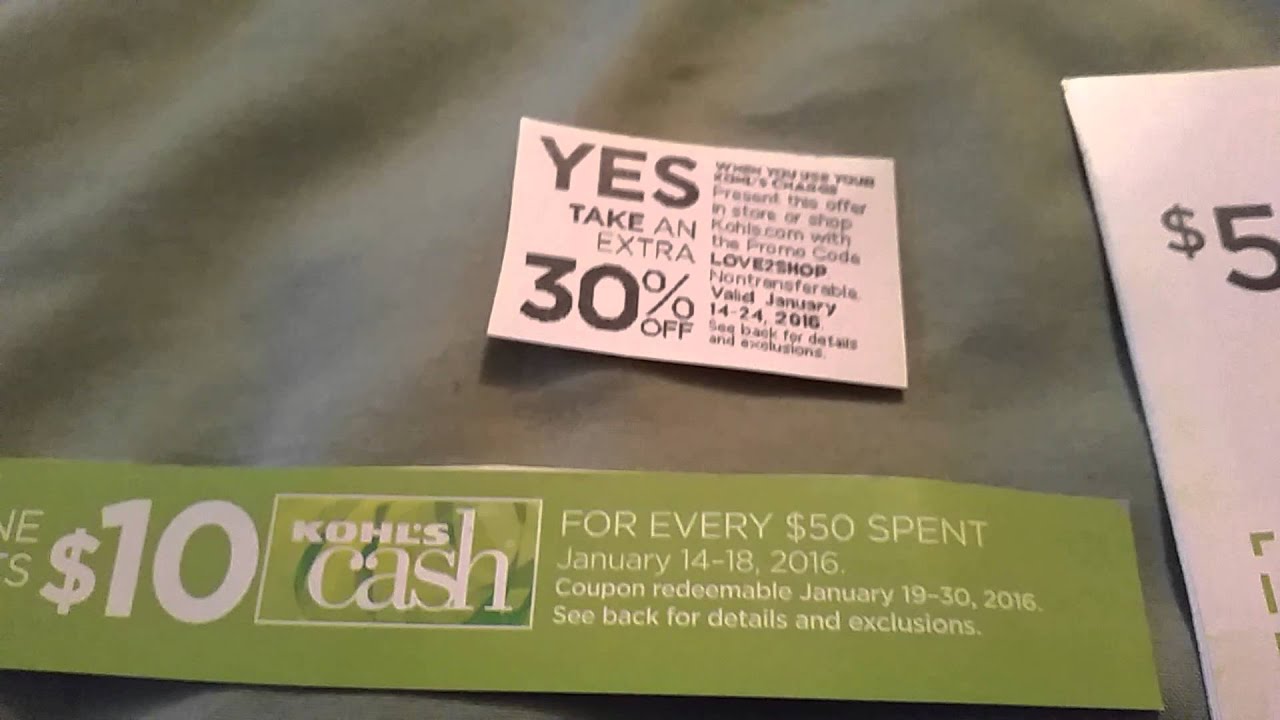 YES
TAKE AN
EXTRA
30% OFF
WHEN YOU USE YOUR
KOHL'S CHARGE
Present this offer
in store or shop
Kohls.com with
the Promo Code
LOVE2SHOP.
Nontransferable.
Valid January
14-24, 2016.
See back for details
and exclusions.
$5
NE
TS
$10
KOHL'S
cash
FOR EVERY $50 SPENT
January 14-18, 2016.
Coupon redeemable January 19-30, 2016.
See back for details and exclusions.